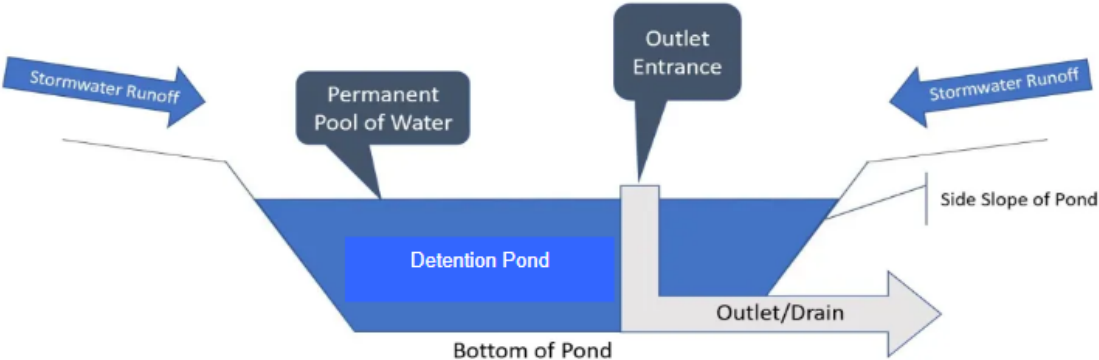 Outlet
Entrance
Stormwater Runoff
Stormwater Runoff
Permanent
Pool of Water
Side Slope of Pond
Detention Pond
Outlet/Drain
Bottom of Pond